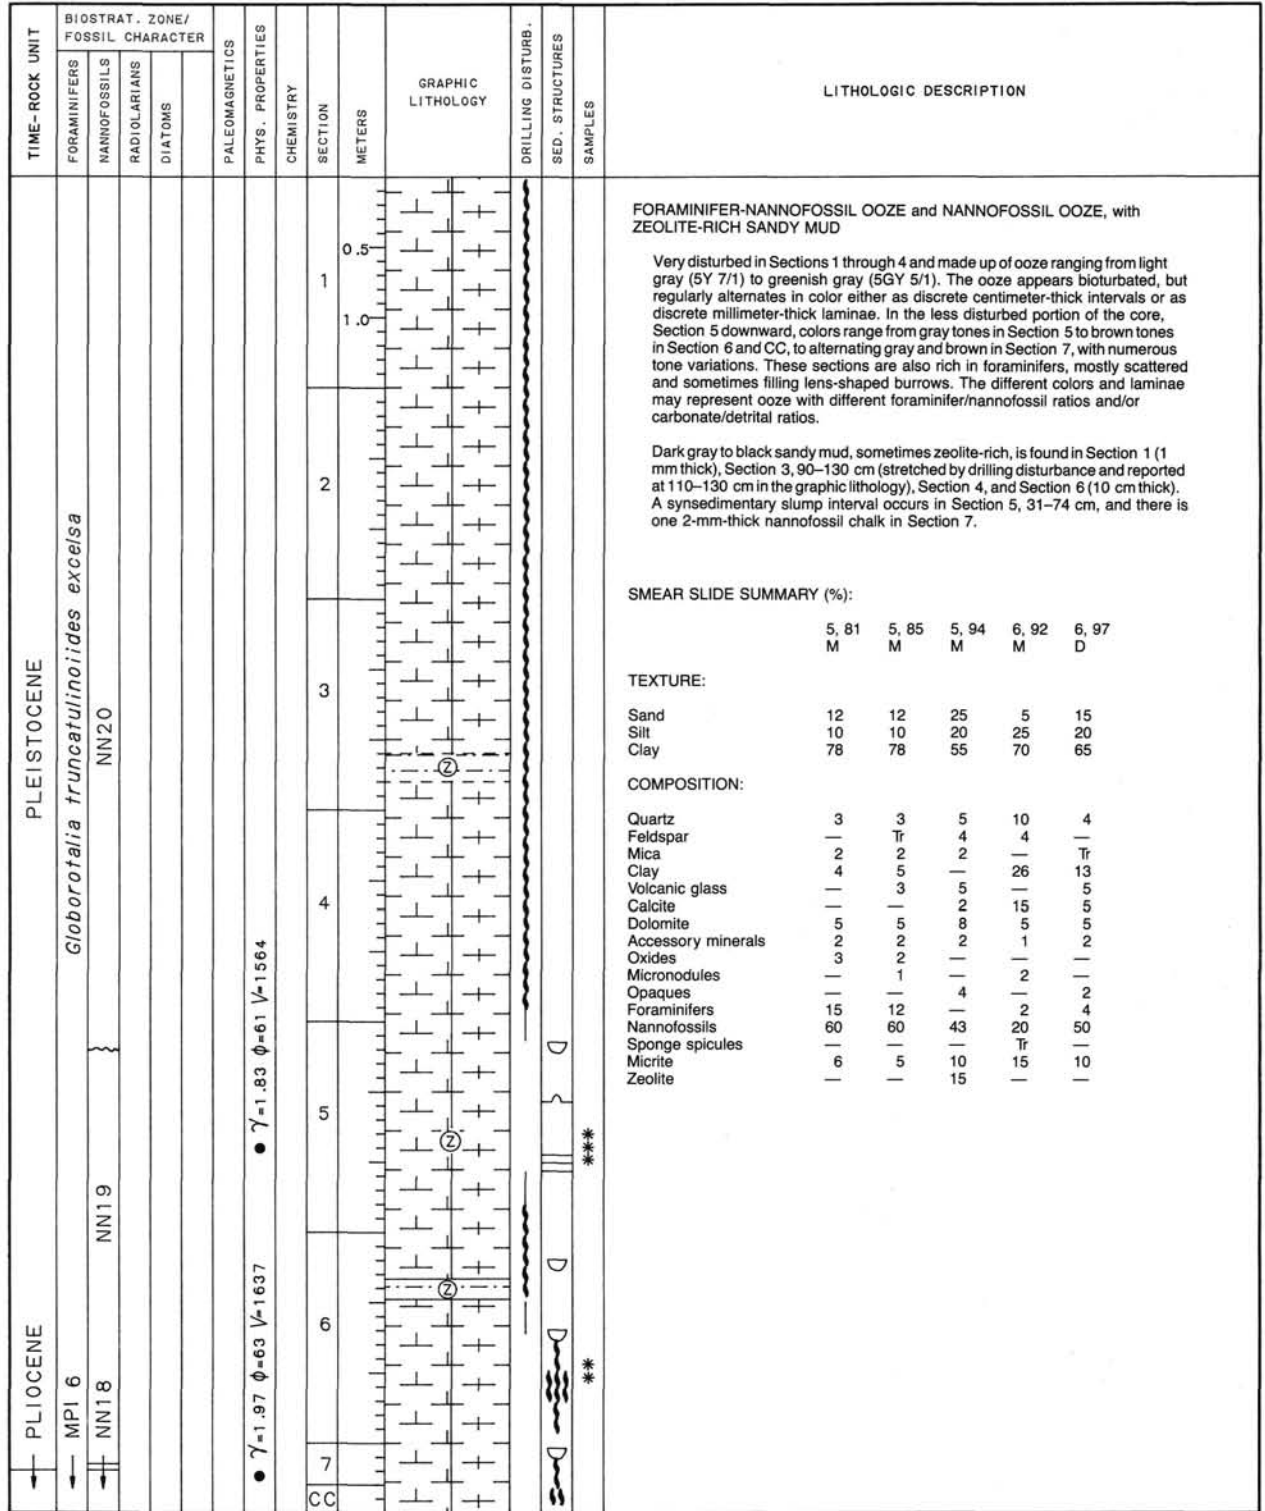 TIME-ROCK UNIT
BIOSTRAT. ZONE/
FOSSIL CHARACTER
FORAMINIFERS
NANNOFOSSILS
RADIOLARIANS
DIATOMS
PALEOMAGNETICS
PHYS. PROPERTIES
CHEMISTRY
SECTION
METERS
GRAPHIC
LITHOLOGY
DRILLING DISTURB.
SED. STRUCTURES
SAMPLES
LITHOLOGIC DESCRIPTION
PLEISTOCENE
PLIOCENE
Globorotalia truncatulinoiides excelsa
MPl 6
NN20
NN19
NN18
γ=1.83 φ=61 V=1564
γ=1.97 φ=63 V=1637
1
2
3
4
5
6
7
CC
0.5
1.0
Z
Z
Z
***
**
FORAMINIFER-NANNOFOSSIL OOZE and NANNOFOSSIL OOZE, with
ZEOLITE-RICH SANDY MUD
Very disturbed in Sections 1 through 4 and made up of ooze ranging from light
gray (5Y 7/1) to greenish gray (5GY 5/1). The ooze appears bioturbated, but
regularly alternates in color either as discrete centimeter-thick intervals or as
discrete millimeter-thick laminae. In the less disturbed portion of the core,
Section 5 downward, colors range from gray tones in Section 5 to brown tones
in Section 6 and CC, to alternating gray and brown in Section 7, with numerous
tone variations. These sections are also rich in foraminifers, mostly scattered
and sometimes filling lens-shaped burrows. The different colors and laminae
may represent ooze with different foraminifer/nannofossil ratios and/or
carbonate/detrital ratios.
Dark gray to black sandy mud, sometimes zeolite-rich, is found in Section 1 (1
mm thick), Section 3, 90–130 cm (stretched by drilling disturbance and reported
at 110–130 cm in the graphic lithology), Section 4, and Section 6 (10 cm thick).
A synsedimentary slump interval occurs in Section 5, 31–74 cm, and there is
one 2-mm-thick nannofossil chalk in Section 7.
SMEAR SLIDE SUMMARY (%):
5, 81 5, 85 5, 94 6, 92 6, 97
M M M M D
TEXTURE:
Sand 12 12 25 5 15
Silt 10 10 20 25 20
Clay 78 78 55 70 65
COMPOSITION:
Quartz 3 3 5 10 4
Feldspar — Tr 4 4 —
Mica 2 2 2 — Tr
Clay 4 5 — 26 13
Volcanic glass — 3 5 — 5
Calcite — — 2 15 5
Dolomite 5 5 8 5 5
Accessory minerals 2 2 2 1 2
Oxides 3 2 — — —
Micronodules — 1 — 2 —
Opaques — — 4 — 2
Foraminifers 15 12 — 2 4
Nannofossils 60 60 43 20 50
Sponge spicules — — — Tr —
Micrite 6 5 10 15 10
Zeolite — — 15 — —